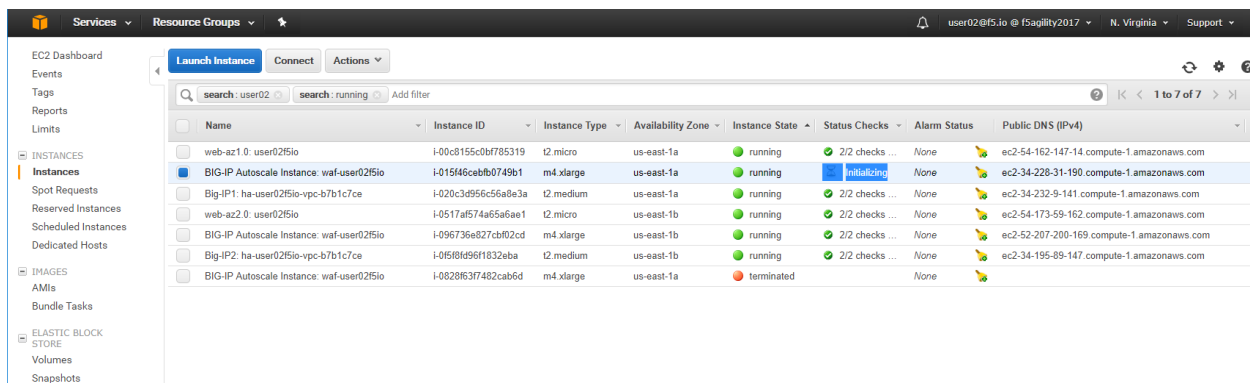 Services Resource Groups user02@f5.io @ f5agility2017 N. Virginia Support
EC2 Dashboard
Events
Tags
Reports
Limits
INSTANCES
Instances
Spot Requests
Reserved Instances
Scheduled Instances
Dedicated Hosts
IMAGES
AMIs
Bundle Tasks
ELASTIC BLOCK
STORE
Volumes
Snapshots
Launch Instance Connect Actions
search : user02 search : running Add filter 1 to 7 of 7
Name Instance ID Instance Type Availability Zone Instance State Status Checks Alarm Status Public DNS (IPv4)
web-az1.0: user02f5io i-00c8155c0bf785319 t2.micro us-east-1a running 2/2 checks ... None ec2-54-162-147-14.compute-1.amazonaws.com
BIG-IP Autoscale Instance: waf-user02f5io i-015f46cebfb0749b1 m4.xlarge us-east-1a running Initializing None ec2-34-228-31-190.compute-1.amazonaws.com
Big-IP1: ha-user02f5io-vpc-b7b1c7ce i-020c3d956c56a8e3a t2.medium us-east-1a running 2/2 checks ... None ec2-34-232-9-141.compute-1.amazonaws.com
web-az2.0: user02f5io i-0517af574a65a6ae1 t2.micro us-east-1b running 2/2 checks ... None ec2-54-173-59-162.compute-1.amazonaws.com
BIG-IP Autoscale Instance: waf-user02f5io i-096736e827cbf02cd m4.xlarge us-east-1b running 2/2 checks ... None ec2-52-207-200-169.compute-1.amazonaws.com
Big-IP2: ha-user02f5io-vpc-b7b1c7ce i-0f5f8fd96f1832eba t2.medium us-east-1b running 2/2 checks ... None ec2-34-195-89-147.compute-1.amazonaws.com
BIG-IP Autoscale Instance: waf-user02f5io i-0828f63f7482cab6d m4.xlarge us-east-1a terminated None